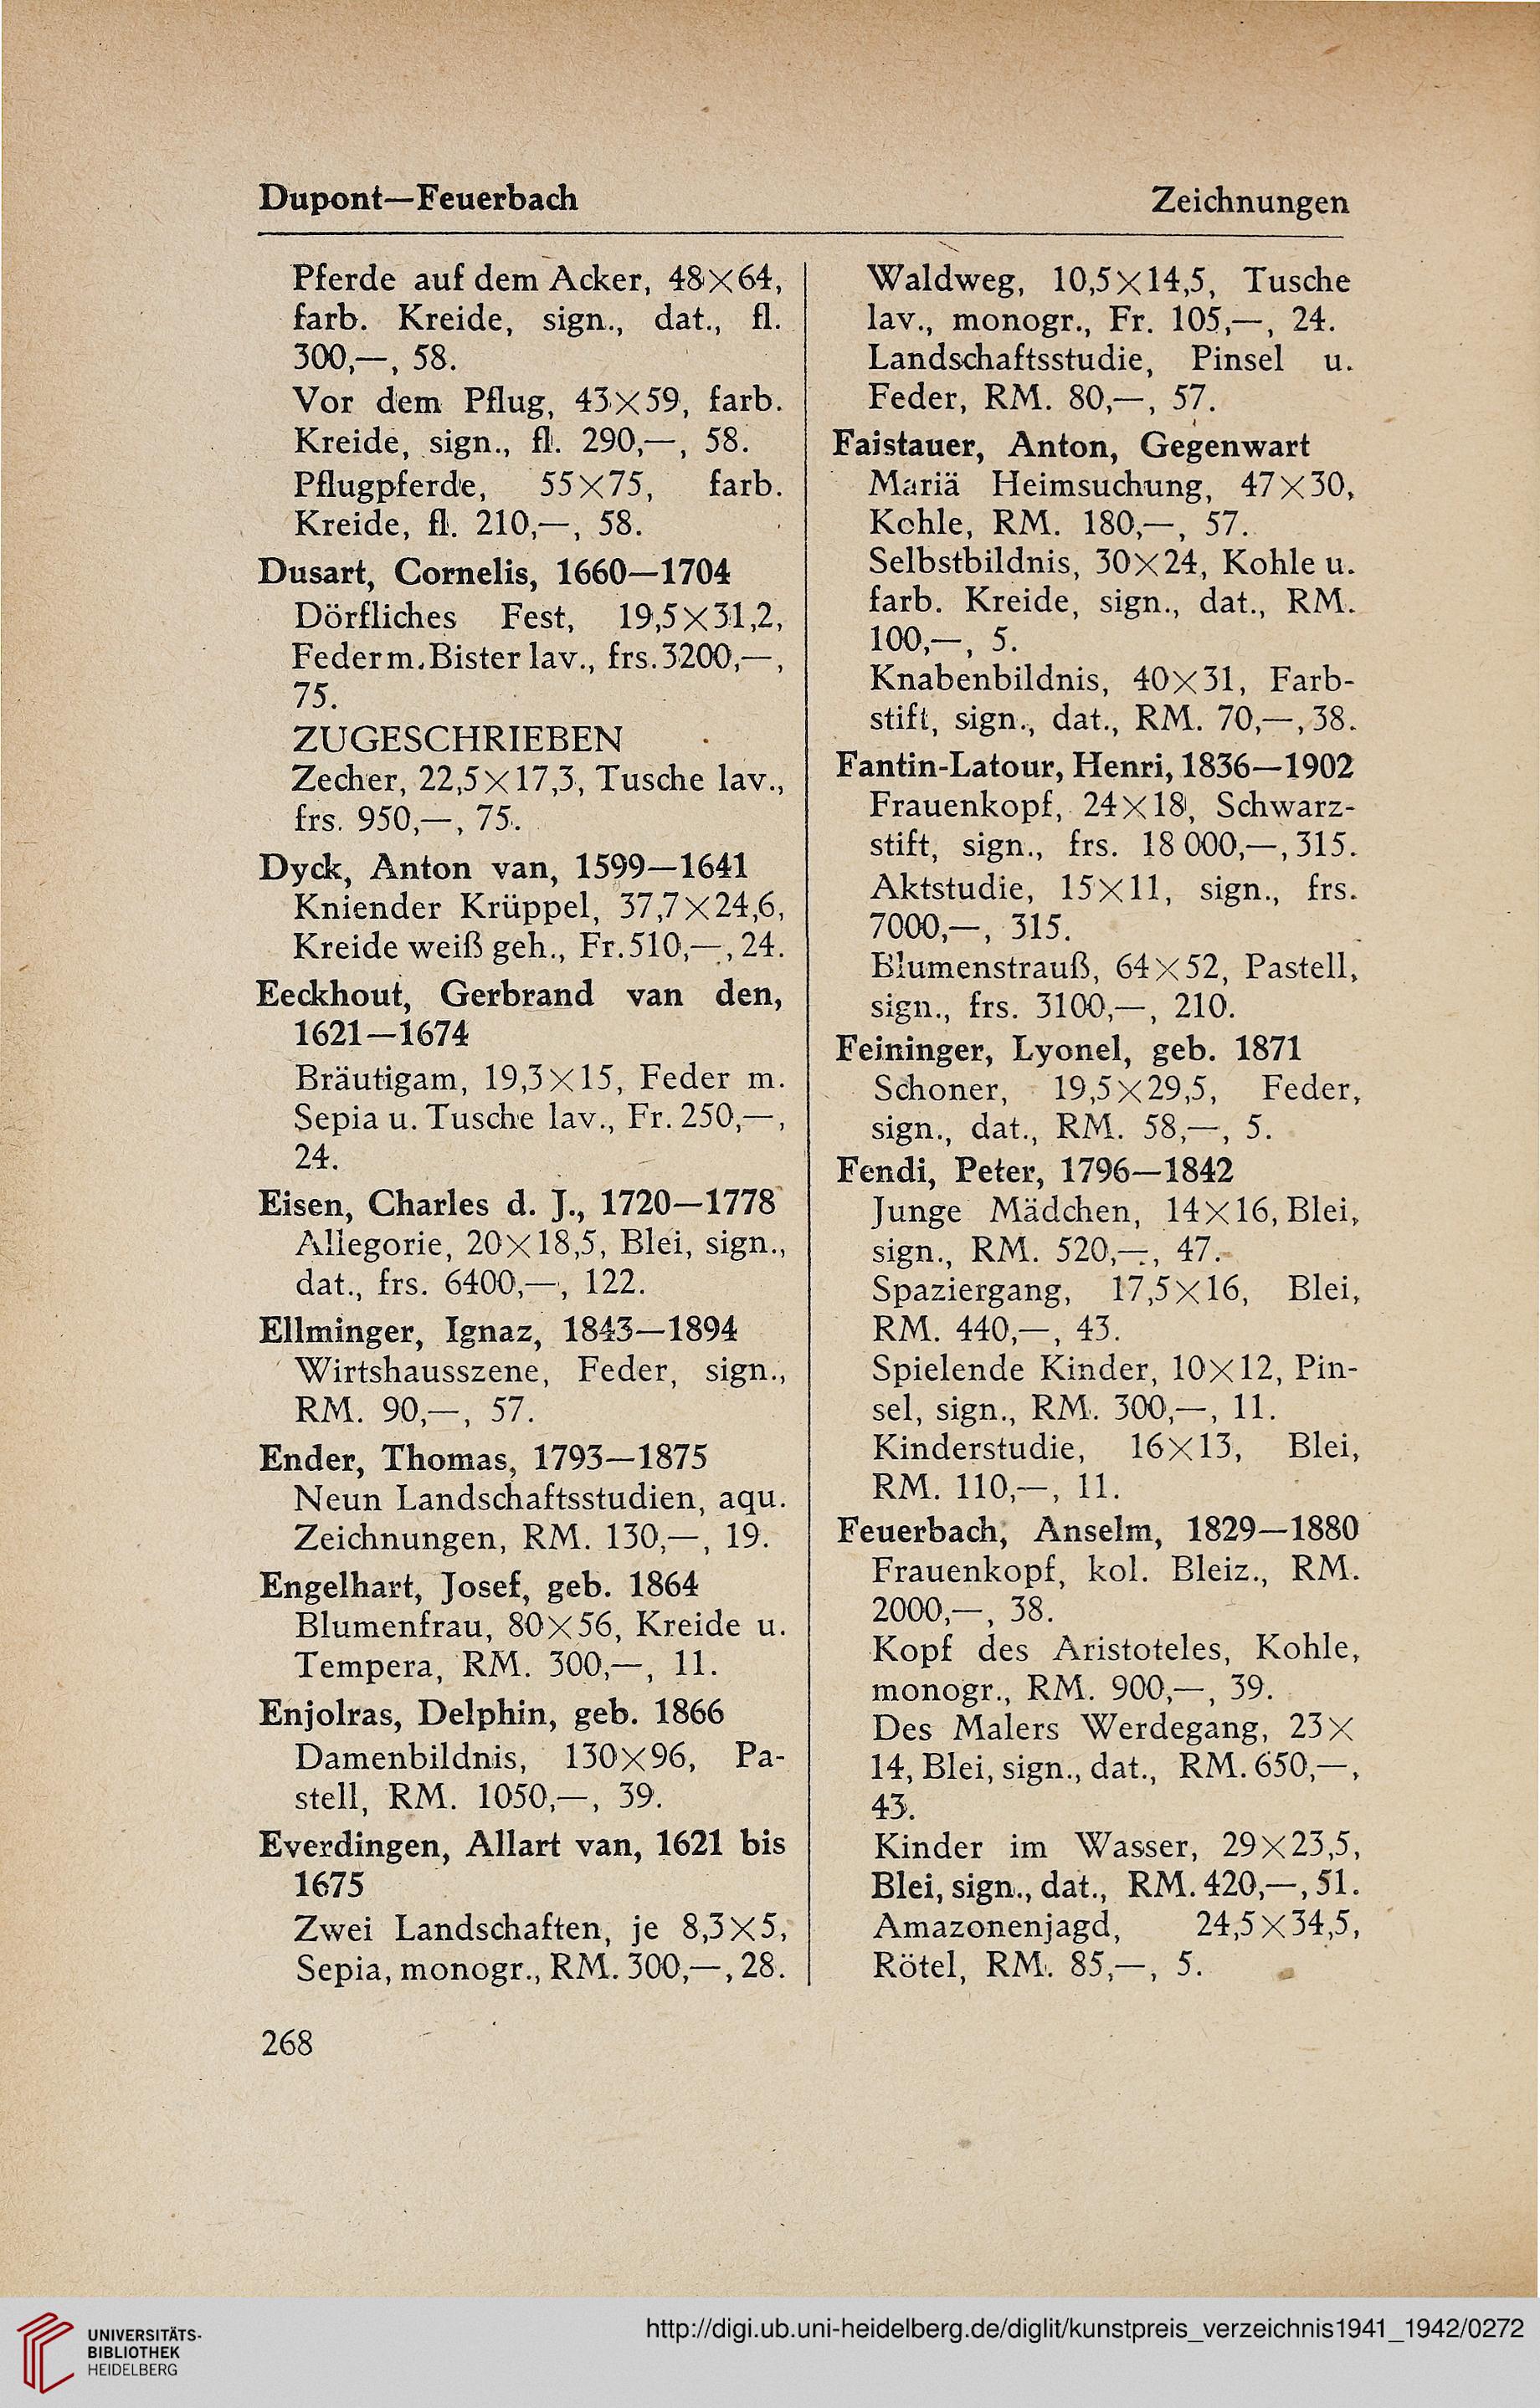 Dupont—Feuerbach
Zeichnungen
Pferde auf dem Acker, 48×64,
farb. Kreide, sign., dat., fl.
300,—, 58.
Vor dem Pflug, 43×59, farb.
Kreide, sign., fl. 290,—, 58.
Pflugpferde, 55×75, farb.
Kreide, fl. 210,—, 58.
Dusart, Cornelis, 1660—1704
Dörfliches Fest, 19,5×31,2,
Feder m. Bister lav., frs. 3200,—,
75.
ZUGESCHRIEBEN
Zecher, 22,5×17,3, Tusche lav.,
frs. 950,—, 75.
Dyck, Anton van, 1599—1641
Kniender Krüppel, 37,7×24,6,
Kreide weiß geh., Fr. 510,—, 24.
Eeckhout, Gerbrand van den,
1621—1674
Bräutigam, 19,3×15, Feder m.
Sepia u. Tusche lav., Fr. 250,—,
24.
Eisen, Charles d. J., 1720—1778
Allegorie, 20×18,5, Blei, sign.,
dat., frs. 6400,—, 122.
Ellminger, Ignaz, 1843—1894
Wirtshausszene, Feder, sign.,
RM. 90,—, 57.
Ender, Thomas, 1793—1875
Neun Landschaftsstudien, aqu.
Zeichnungen, RM. 130,—, 19.
Engelhart, Josef, geb. 1864
Blumenfrau, 80×56, Kreide u.
Tempera, RM. 300,—, 11.
Enjolras, Delphin, geb. 1866
Damenbildnis, 130×96, Pa-
stell, RM. 1050,—, 39.
Everdingen, Allart van, 1621 bis
1675
Zwei Landschaften, je 8,3×5,
Sepia, monogr., RM. 300,—, 28.
Waldweg, 10,5×14,5, Tusche
lav., monogr., Fr. 105,—, 24.
Landschaftsstudie, Pinsel u.
Feder, RM. 80,—, 57.
Faistauer, Anton, Gegenwart
Mariä Heimsuchung, 47×30,
Kohle, RM. 180,—, 57.
Selbstbildnis, 30×24, Kohle u.
farb. Kreide, sign., dat., RM.
100,—, 5.
Knabenbildnis, 40×31, Farb-
stift, sign., dat., RM. 70,—, 38.
Fantin-Latour, Henri, 1836—1902
Frauenkopf, 24×18, Schwarz-
stift, sign., frs. 18 000,—, 315.
Aktstudie, 15×11, sign., frs.
7000,—, 315.
Blumenstrauß, 64×52, Pastell,
sign., frs. 3100,—, 210.
Feininger, Lyonel, geb. 1871
Schoner, 19,5×29,5, Feder,
sign., dat., RM. 58,—, 5.
Fendi, Peter, 1796—1842
Junge Mädchen, 14×16, Blei,
sign., RM. 520,—, 47.
Spaziergang, 17,5×16, Blei,
RM. 440,—, 43.
Spielende Kinder, 10×12, Pin-
sel, sign., RM. 300,—, 11.
Kinderstudie, 16×13, Blei,
RM. 110,—, 11.
Feuerbach, Anselm, 1829—1880
Frauenkopf, kol. Bleiz., RM.
2000,—, 38.
Kopf des Aristoteles, Kohle,
monogr., RM. 900,—, 39.
Des Malers Werdegang, 23×
14, Blei, sign., dat., RM. 650,—,
43.
Kinder im Wasser, 29×23,5,
Blei, sign., dat., RM. 420,—, 51.
Amazonenjagd, 24,5×34,5,
Rötel, RM. 85,—, 5.
268
UNIVERSITÄTS-
BIBLIOTHEK
HEIDELBERG
http://digi.ub.uni-heidelberg.de/diglit/kunstpreis_verzeichnis1941_1942/0272